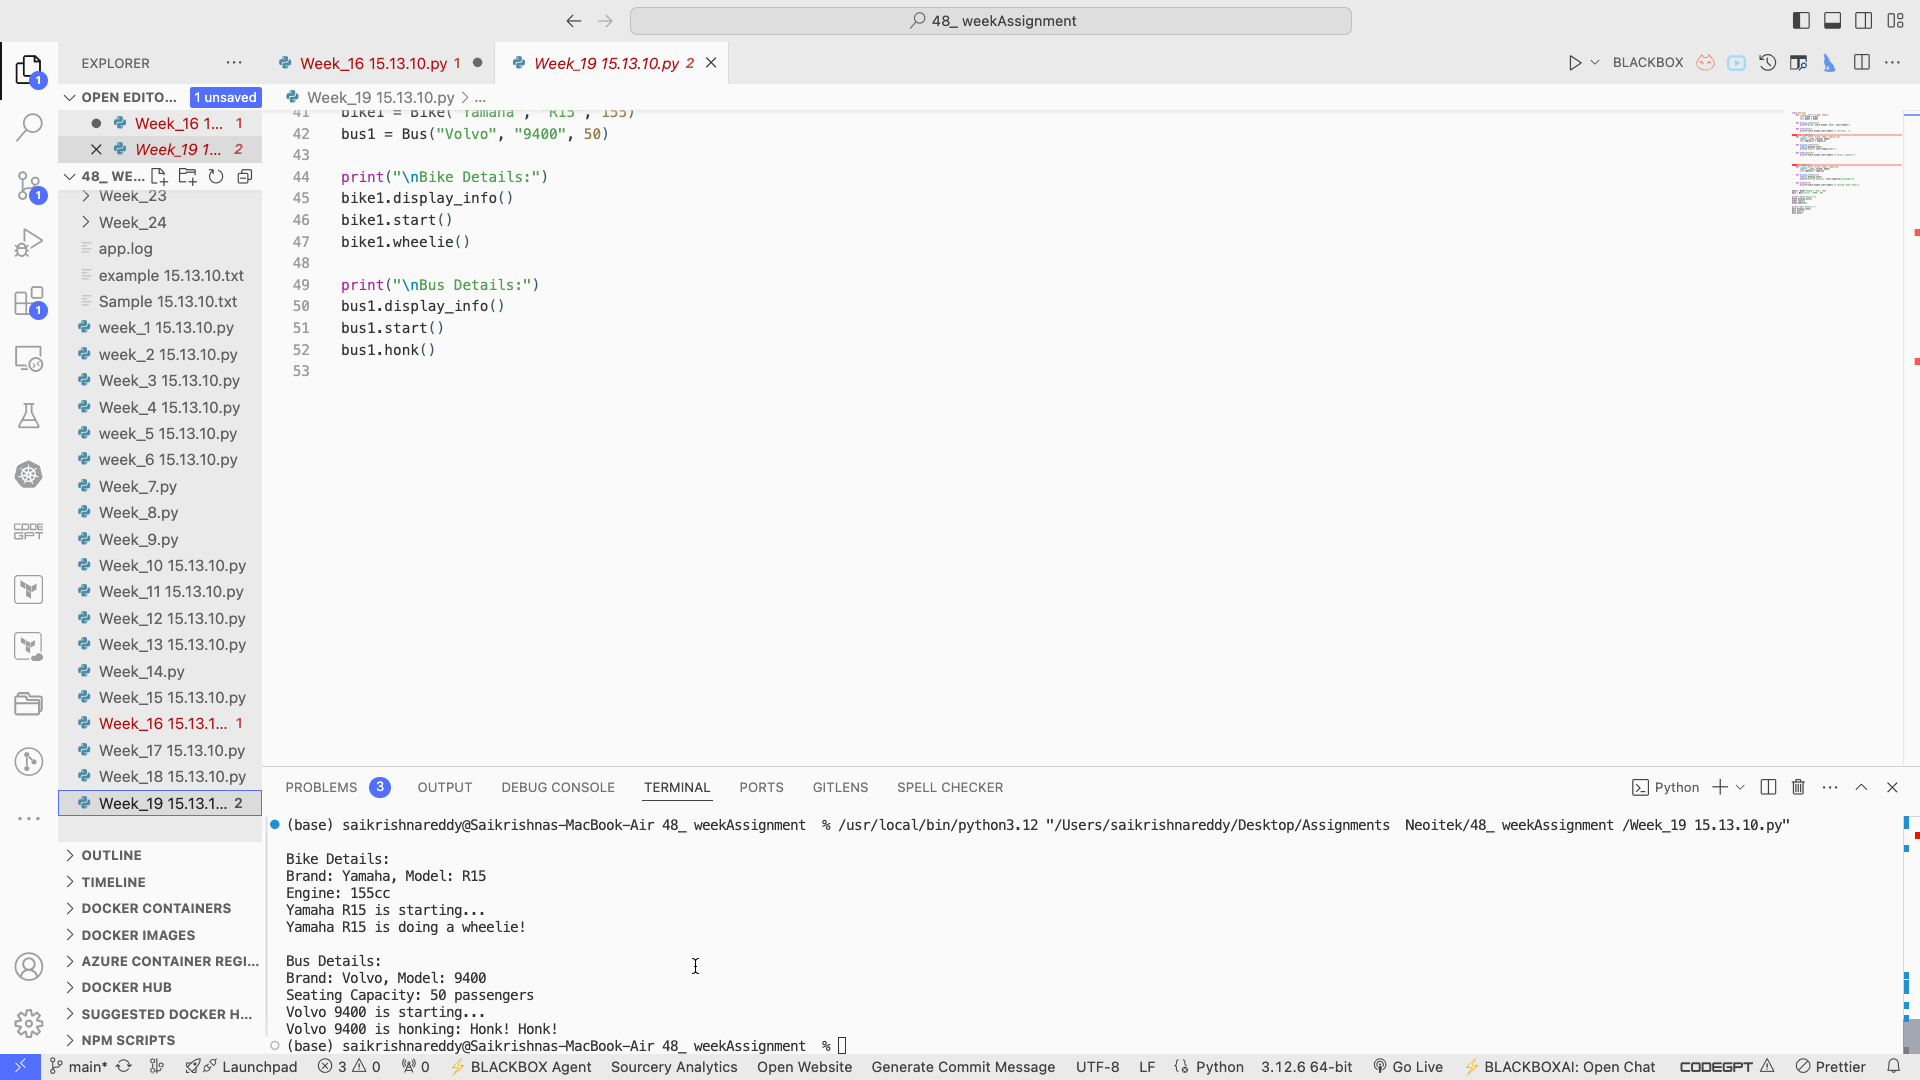 48_ weekAssignment
EXPLORER
Week_16 15.13.10.py 1
Week_19 15.13.10.py 2
BLACKBOX
OPEN EDITO... 1 unsaved
Week_16 1... 1
Week_19 1... 2
48_ WE...
Week_23
Week_24
app.log
example 15.13.10.txt
Sample 15.13.10.txt
week_1 15.13.10.py
week_2 15.13.10.py
Week_3 15.13.10.py
Week_4 15.13.10.py
week_5 15.13.10.py
week_6 15.13.10.py
Week_7.py
Week_8.py
Week_9.py
Week_10 15.13.10.py
Week_11 15.13.10.py
Week_12 15.13.10.py
Week_13 15.13.10.py
Week_14.py
Week_15 15.13.10.py
Week_16 15.13.1... 1
Week_17 15.13.10.py
Week_18 15.13.10.py
Week_19 15.13.1... 2
OUTLINE
TIMELINE
DOCKER CONTAINERS
DOCKER IMAGES
AZURE CONTAINER REGI...
DOCKER HUB
SUGGESTED DOCKER H...
NPM SCRIPTS
1
1
1
CODE
GPT
Week_19 15.13.10.py > ...
41 bike1 = Bike("Yamaha", "R15", 155)
42 bus1 = Bus("Volvo", "9400", 50)
43
44 print("\nBike Details:")
45 bike1.display_info()
46 bike1.start()
47 bike1.wheelie()
48
49 print("\nBus Details:")
50 bus1.display_info()
51 bus1.start()
52 bus1.honk()
53
PROBLEMS 3 OUTPUT DEBUG CONSOLE TERMINAL PORTS GITLENS SPELL CHECKER
Python
(base) saikrishnareddy@Saikrishnas-MacBook-Air 48_ weekAssignment  % /usr/local/bin/python3.12 "/Users/saikrishnareddy/Desktop/Assignments  Neoitek/48_ weekAssignment /Week_19 15.13.10.py"
Bike Details:
Brand: Yamaha, Model: R15
Engine: 155cc
Yamaha R15 is starting...
Yamaha R15 is doing a wheelie!
Bus Details:
Brand: Volvo, Model: 9400
Seating Capacity: 50 passengers
Volvo 9400 is starting...
Volvo 9400 is honking: Honk! Honk!
(base) saikrishnareddy@Saikrishnas-MacBook-Air 48_ weekAssignment  %
main* Launchpad 3 0 0 BLACKBOX Agent Sourcery Analytics Open Website Generate Commit Message UTF-8 LF Python 3.12.6 64-bit Go Live BLACKBOXAI: Open Chat CODEGPT Prettier